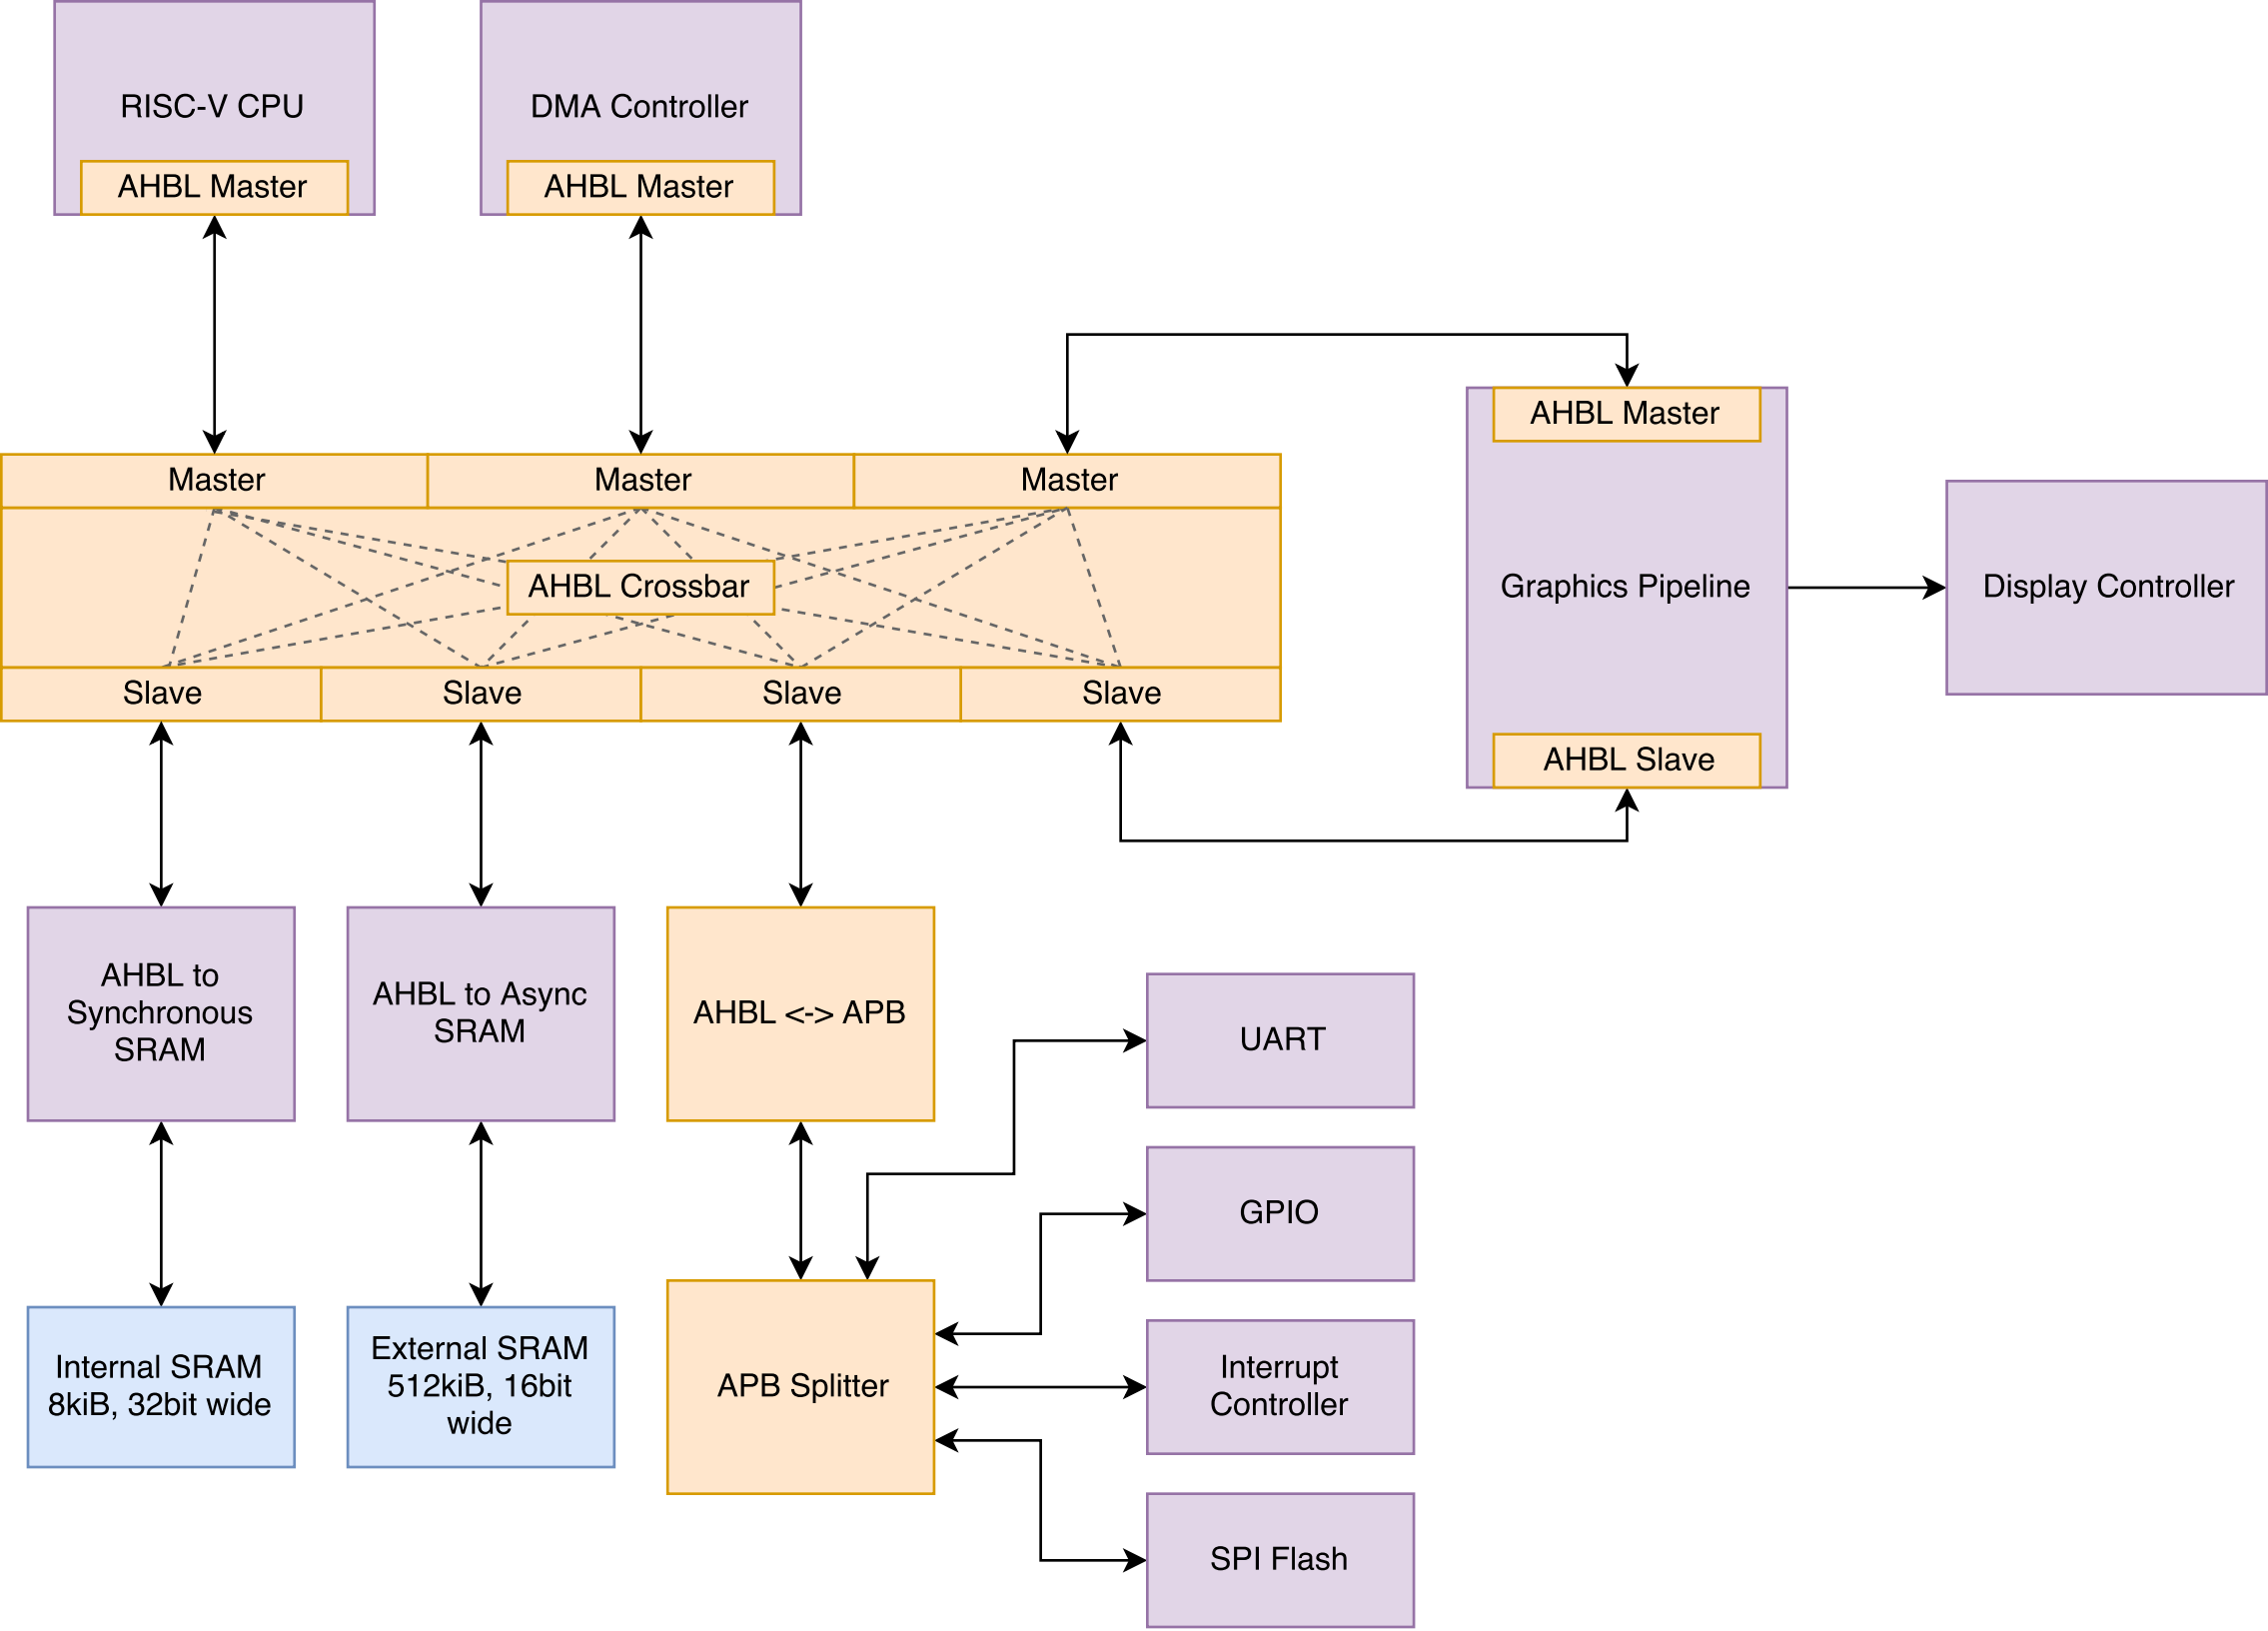 RISC-V CPU
AHBL Master
DMA Controller
AHBL Master
Master
Master
Master
AHBL Crossbar
Slave
Slave
Slave
Slave
AHBL Master
Graphics Pipeline
AHBL Slave
Display Controller
AHBL to
Synchronous
SRAM
AHBL to Async
SRAM
AHBL <-> APB
Internal SRAM
8kiB, 32bit wide
External SRAM
512kiB, 16bit
wide
APB Splitter
UART
GPIO
Interrupt
Controller
SPI Flash